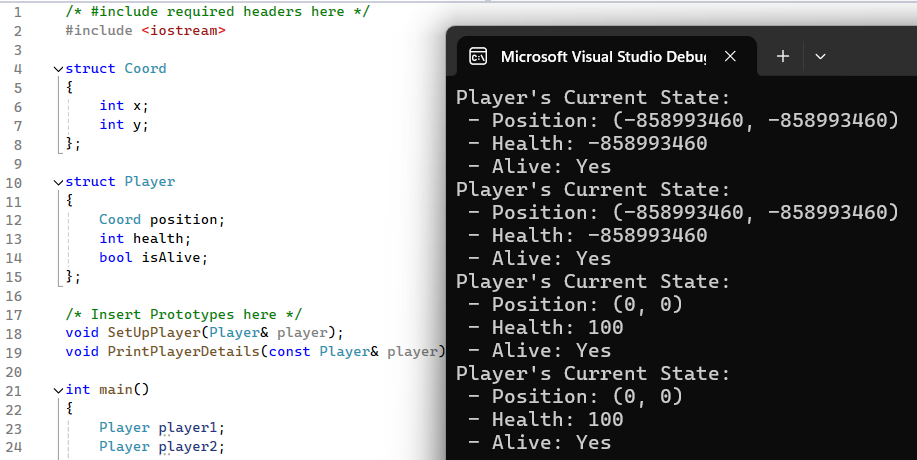 1 /* #include required headers here */
2 #include <iostream>
3
4 struct Coord
5 {
6 int x;
7 int y;
8 };
9
10 struct Player
11 {
12 Coord position;
13 int health;
14 bool isAlive;
15 };
16
17 /* Insert Prototypes here */
18 void SetUpPlayer(Player& player);
19 void PrintPlayerDetails(const Player& player)
20
21 int main()
22 {
23 Player player1;
24 Player player2;
Microsoft Visual Studio Debu
Player's Current State:
- Position: (-858993460, -858993460)
- Health: -858993460
- Alive: Yes
Player's Current State:
- Position: (-858993460, -858993460)
- Health: -858993460
- Alive: Yes
Player's Current State:
- Position: (0, 0)
- Health: 100
- Alive: Yes
Player's Current State:
- Position: (0, 0)
- Health: 100
- Alive: Yes